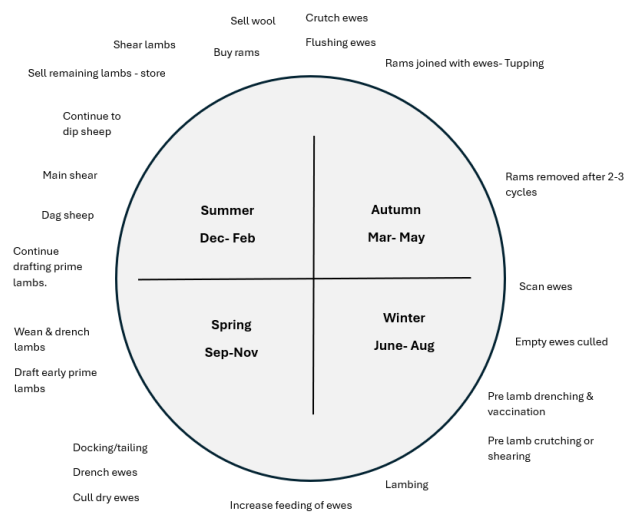 Sell wool
Crutch ewes
Shear lambs
Buy rams
Flushing ewes
Sell remaining lambs - store
Rams joined with ewes- Tupping
Continue to
dip sheep
Main shear
Rams removed after 2-3
cycles
Dag sheep
Summer
Dec- Feb
Autumn
Mar- May
Continue
drafting prime
lambs.
Scan ewes
Wean & drench
lambs
Spring
Sep-Nov
Winter
June- Aug
Empty ewes culled
Draft early prime
lambs
Pre lamb drenching &
vaccination
Pre lamb crutching or
shearing
Docking/tailing
Drench ewes
Cull dry ewes
Lambing
Increase feeding of ewes